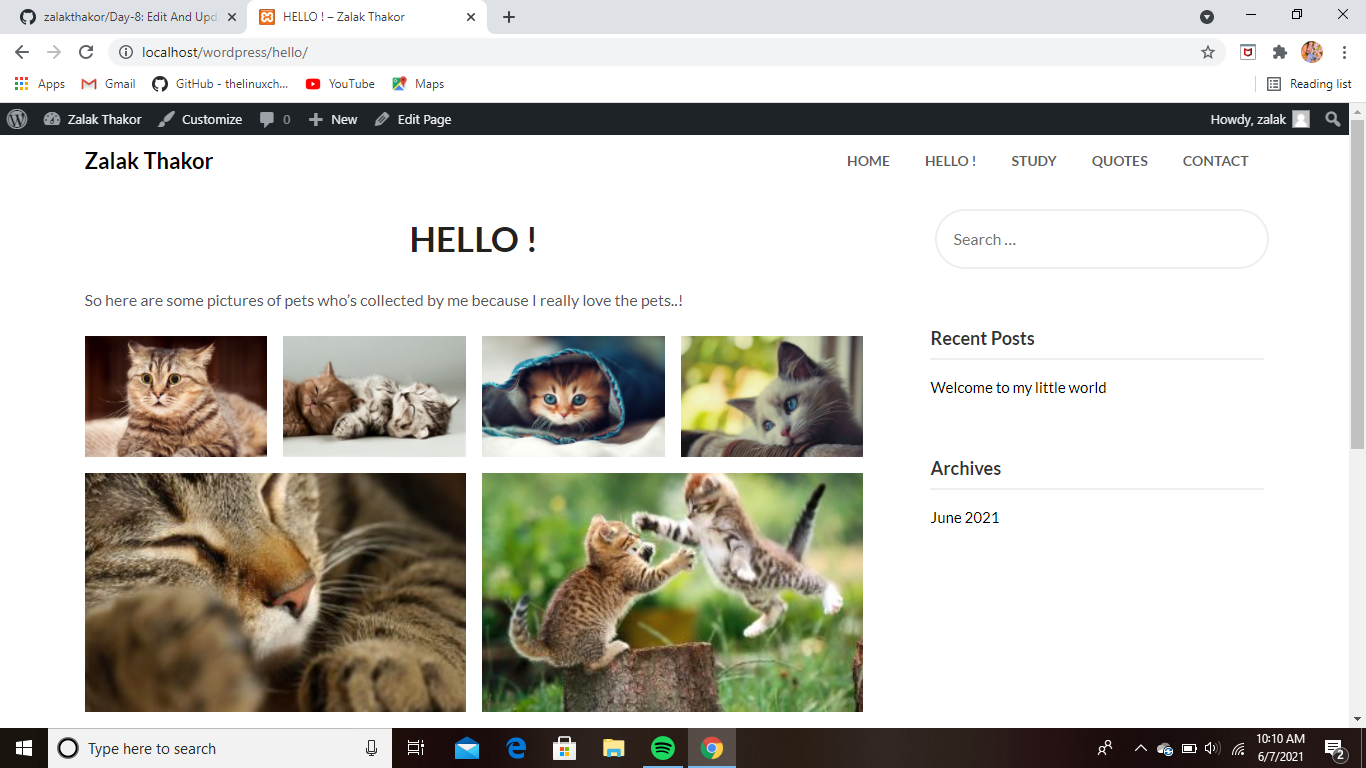 zalakthakor/Day-8: Edit And Upd
HELLO ! – Zalak Thakor
localhost/wordpress/hello/
Apps
Gmail
GitHub - thelinuxch...
YouTube
Maps
Reading list
Zalak Thakor
Customize
0
New
Edit Page
Howdy, zalak
Zalak Thakor
HOME
HELLO !
STUDY
QUOTES
CONTACT
HELLO !
Search …
So here are some pictures of pets who’s collected by me because I really love the pets..!
Recent Posts
Welcome to my little world
Archives
June 2021
Type here to search
10:10 AM
6/7/2021
2